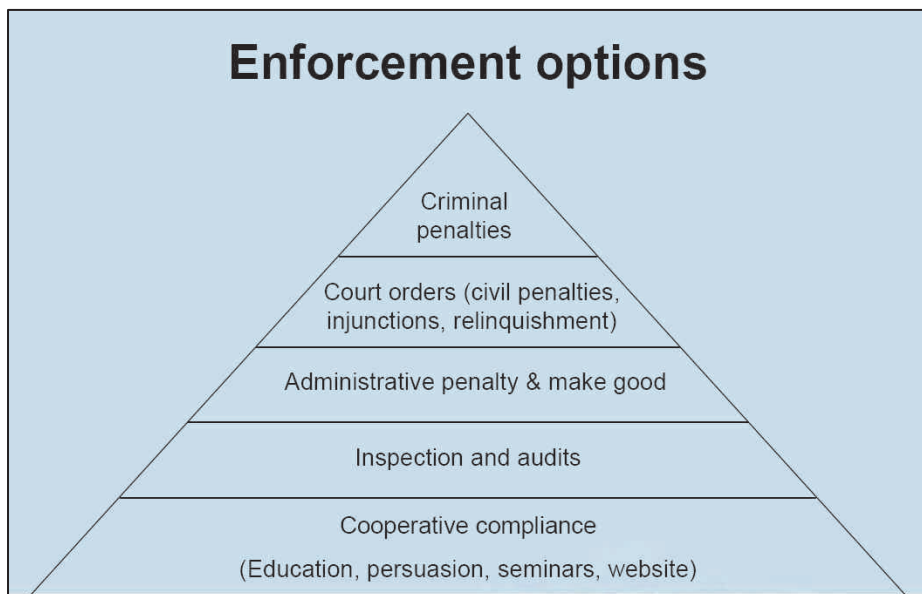 Enforcement options
Criminal
penalties
Court orders (civil penalties,
injunctions, relinquishment)
Administrative penalty & make good
Inspection and audits
Cooperative compliance
(Education, persuasion, seminars, website)